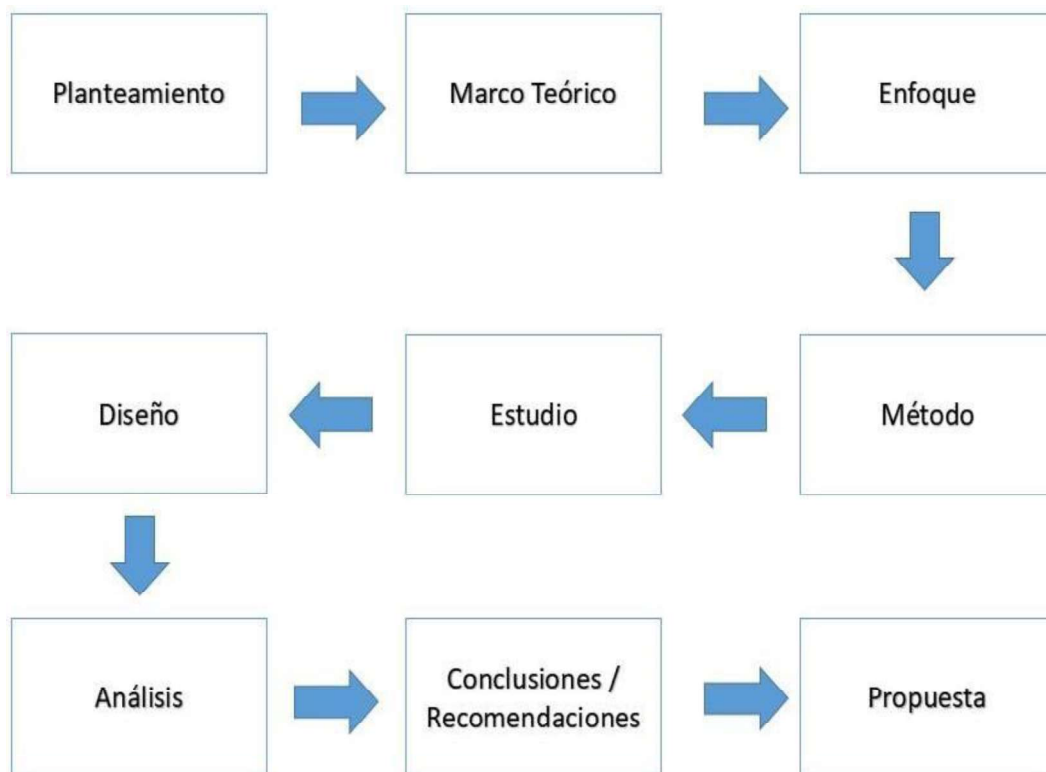 Planteamiento
Marco Teórico
Enfoque
Método
Estudio
Diseño
Análisis
Conclusiones /
Recomendaciones
Propuesta